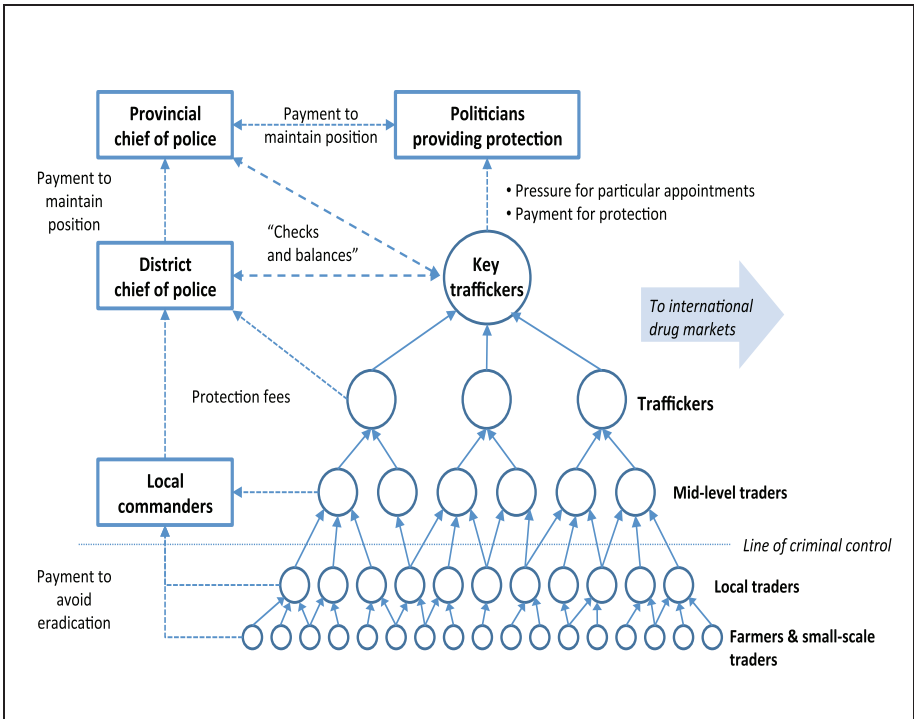 Provincial
chief of police
Payment to
maintain position
Politicians
providing protection
Payment to
maintain
position
• Pressure for particular appointments
• Payment for protection
“Checks
and balances”
District
chief of police
Key
traffickers
To international
drug markets
Protection fees
Traffickers
Local
commanders
Mid-level traders
Line of criminal control
Payment to
avoid
eradication
Local traders
Farmers & small-scale
traders